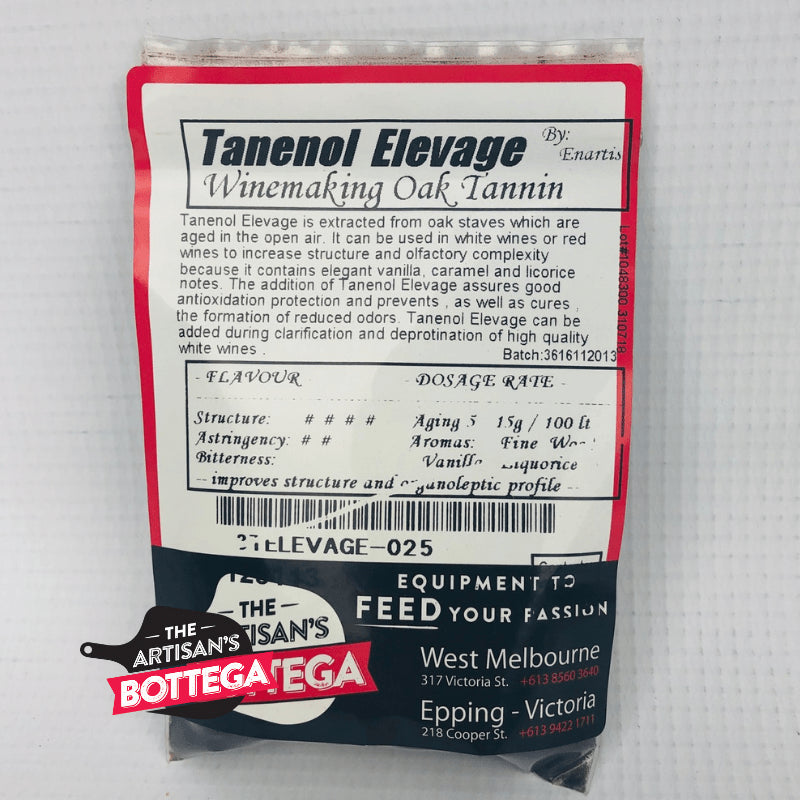 Tanenol Elevage
By:
Enartis
Winemaking Oak Tannin
Tanenol Elevage is extracted from oak staves which are
aged in the open air. It can be used in white wines or red
wines to increase structure and olfactory complexity
because it contains elegant vanilla, caramel and licorice
notes. The addition of Tanenol Elevage assures good
antioxidation protection and prevents , as well as cures ,
the formation of reduced odors. Tanenol Elevage can be
added during clarification and deprotination of high quality
white wines .
Batch:3616112013
Lot#1048300 310718
- FLAVOUR
- DOSAGE RATE -
Structure: # # # # Aging 5 15g / 100 lt
Astringency: # # Aromas: Fine
Bitterness:
-- improves structure and profile --
EQUIPMENT TO
FEED YOUR PASSION
THE
ARTISAN'S
BOTTEGA
West Melbourne
317 Victoria St. +613 8560 3640
Epping - Victoria
218 Cooper St. +613 9422 1711